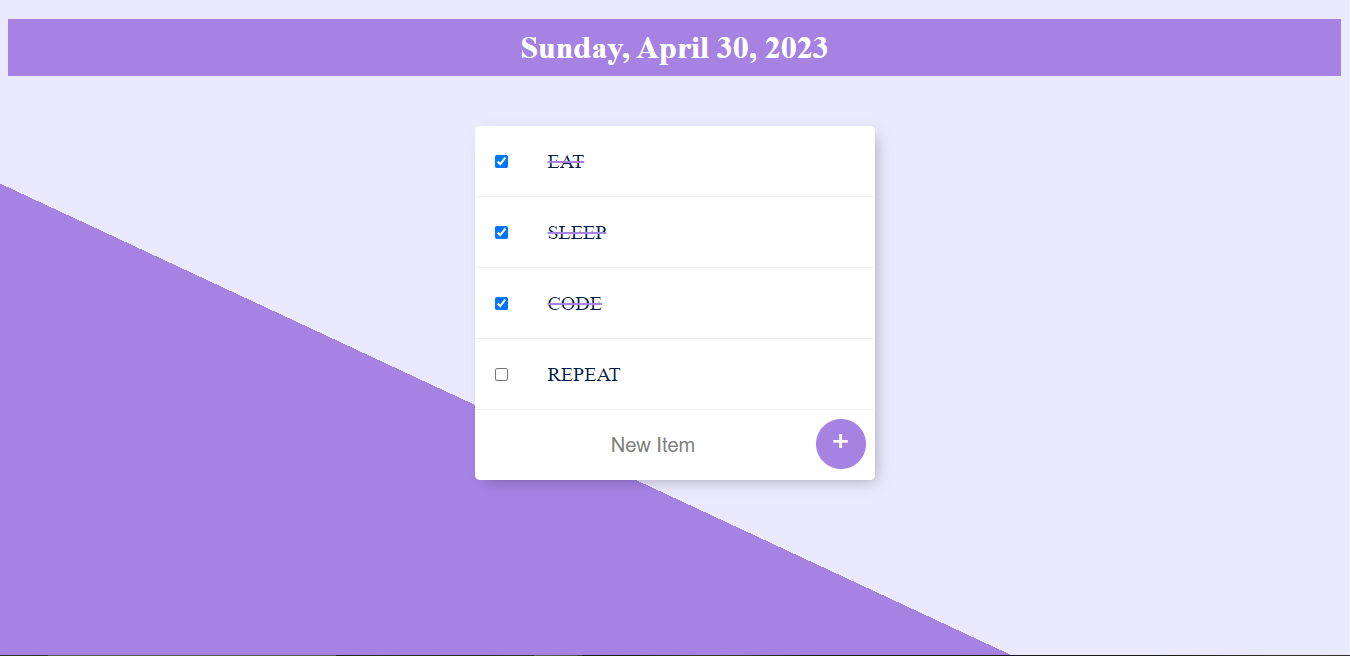 Sunday, April 30, 2023
EAT
SLEEP
CODE
REPEAT
New Item
+